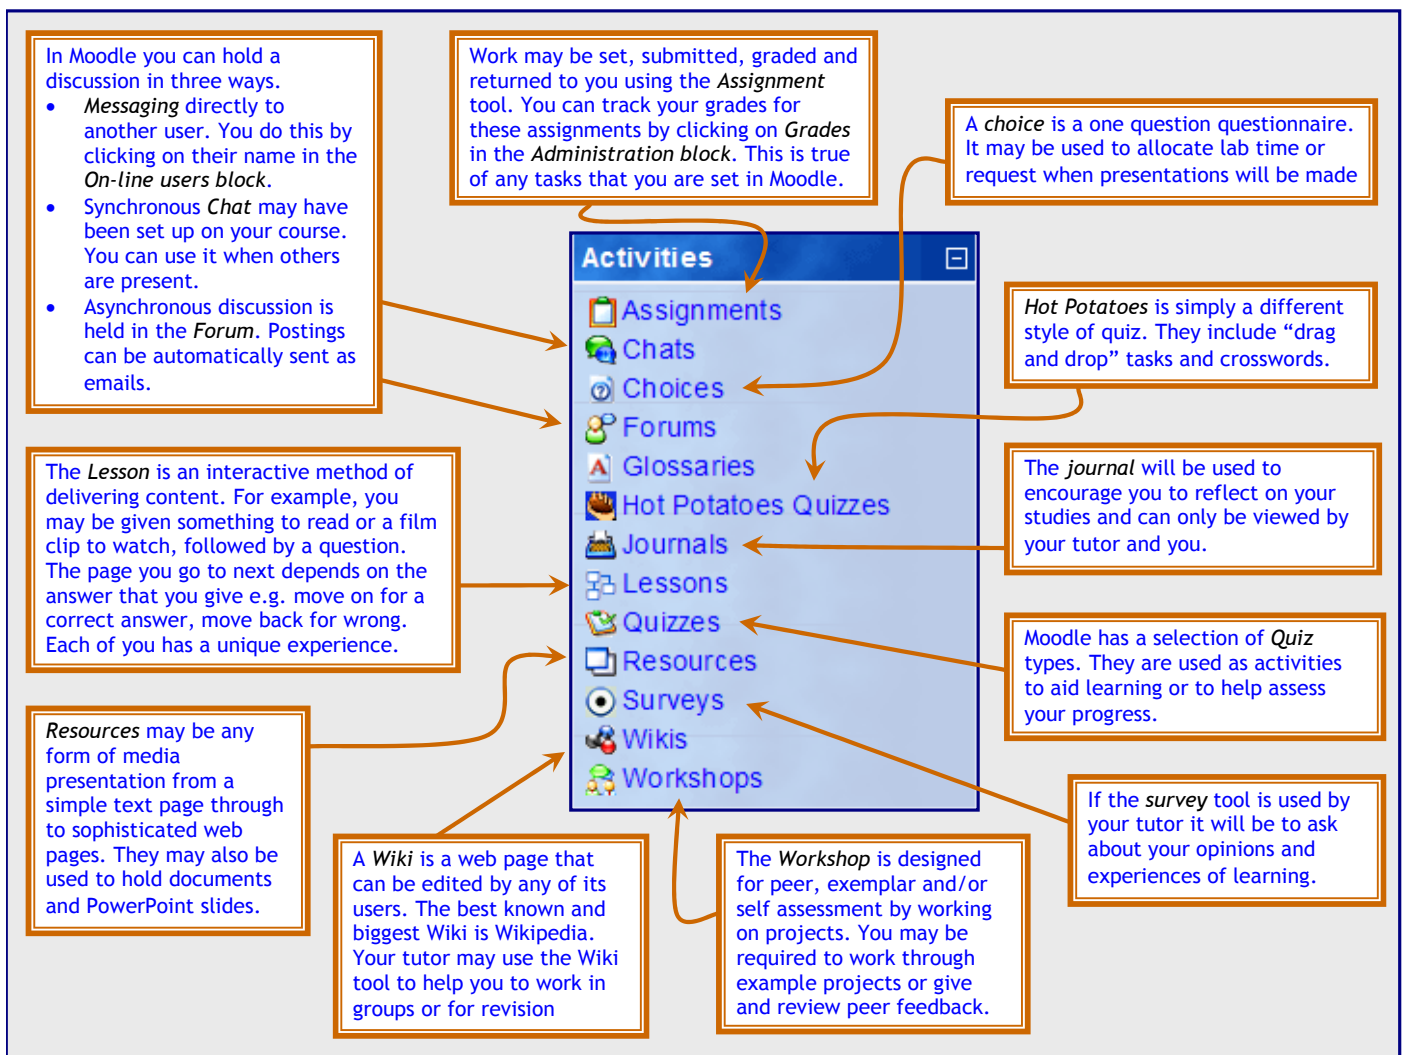 In Moodle you can hold a
discussion in three ways.
• Messaging directly to
another user. You do this by
clicking on their name in the
On-line users block.
• Synchronous Chat may have
been set up on your course.
You can use it when others
are present.
• Asynchronous discussion is
held in the Forum. Postings
can be automatically sent as
emails.
Work may be set, submitted, graded and
returned to you using the Assignment
tool. You can track your grades for
these assignments by clicking on Grades
in the Administration block. This is true
of any tasks that you are set in Moodle.
A choice is a one question questionnaire.
It may be used to allocate lab time or
request when presentations will be made
Activities
Assignments
Chats
Choices
Forums
Glossaries
Hot Potatoes Quizzes
Journals
Lessons
Quizzes
Resources
Surveys
Wikis
Workshops
Hot Potatoes is simply a different
style of quiz. They include “drag
and drop” tasks and crosswords.
The Lesson is an interactive method of
delivering content. For example, you
may be given something to read or a film
clip to watch, followed by a question.
The page you go to next depends on the
answer that you give e.g. move on for a
correct answer, move back for wrong.
Each of you has a unique experience.
The journal will be used to
encourage you to reflect on your
studies and can only be viewed by
your tutor and you.
Moodle has a selection of Quiz
types. They are used as activities
to aid learning or to help assess
your progress.
Resources may be any
form of media
presentation from a
simple text page through
to sophisticated web
pages. They may also be
used to hold documents
and PowerPoint slides.
If the survey tool is used by
your tutor it will be to ask
about your opinions and
experiences of learning.
A Wiki is a web page that
can be edited by any of its
users. The best known and
biggest Wiki is Wikipedia.
Your tutor may use the Wiki
tool to help you to work in
groups or for revision
The Workshop is designed
for peer, exemplar and/or
self assessment by working
on projects. You may be
required to work through
example projects or give
and review peer feedback.